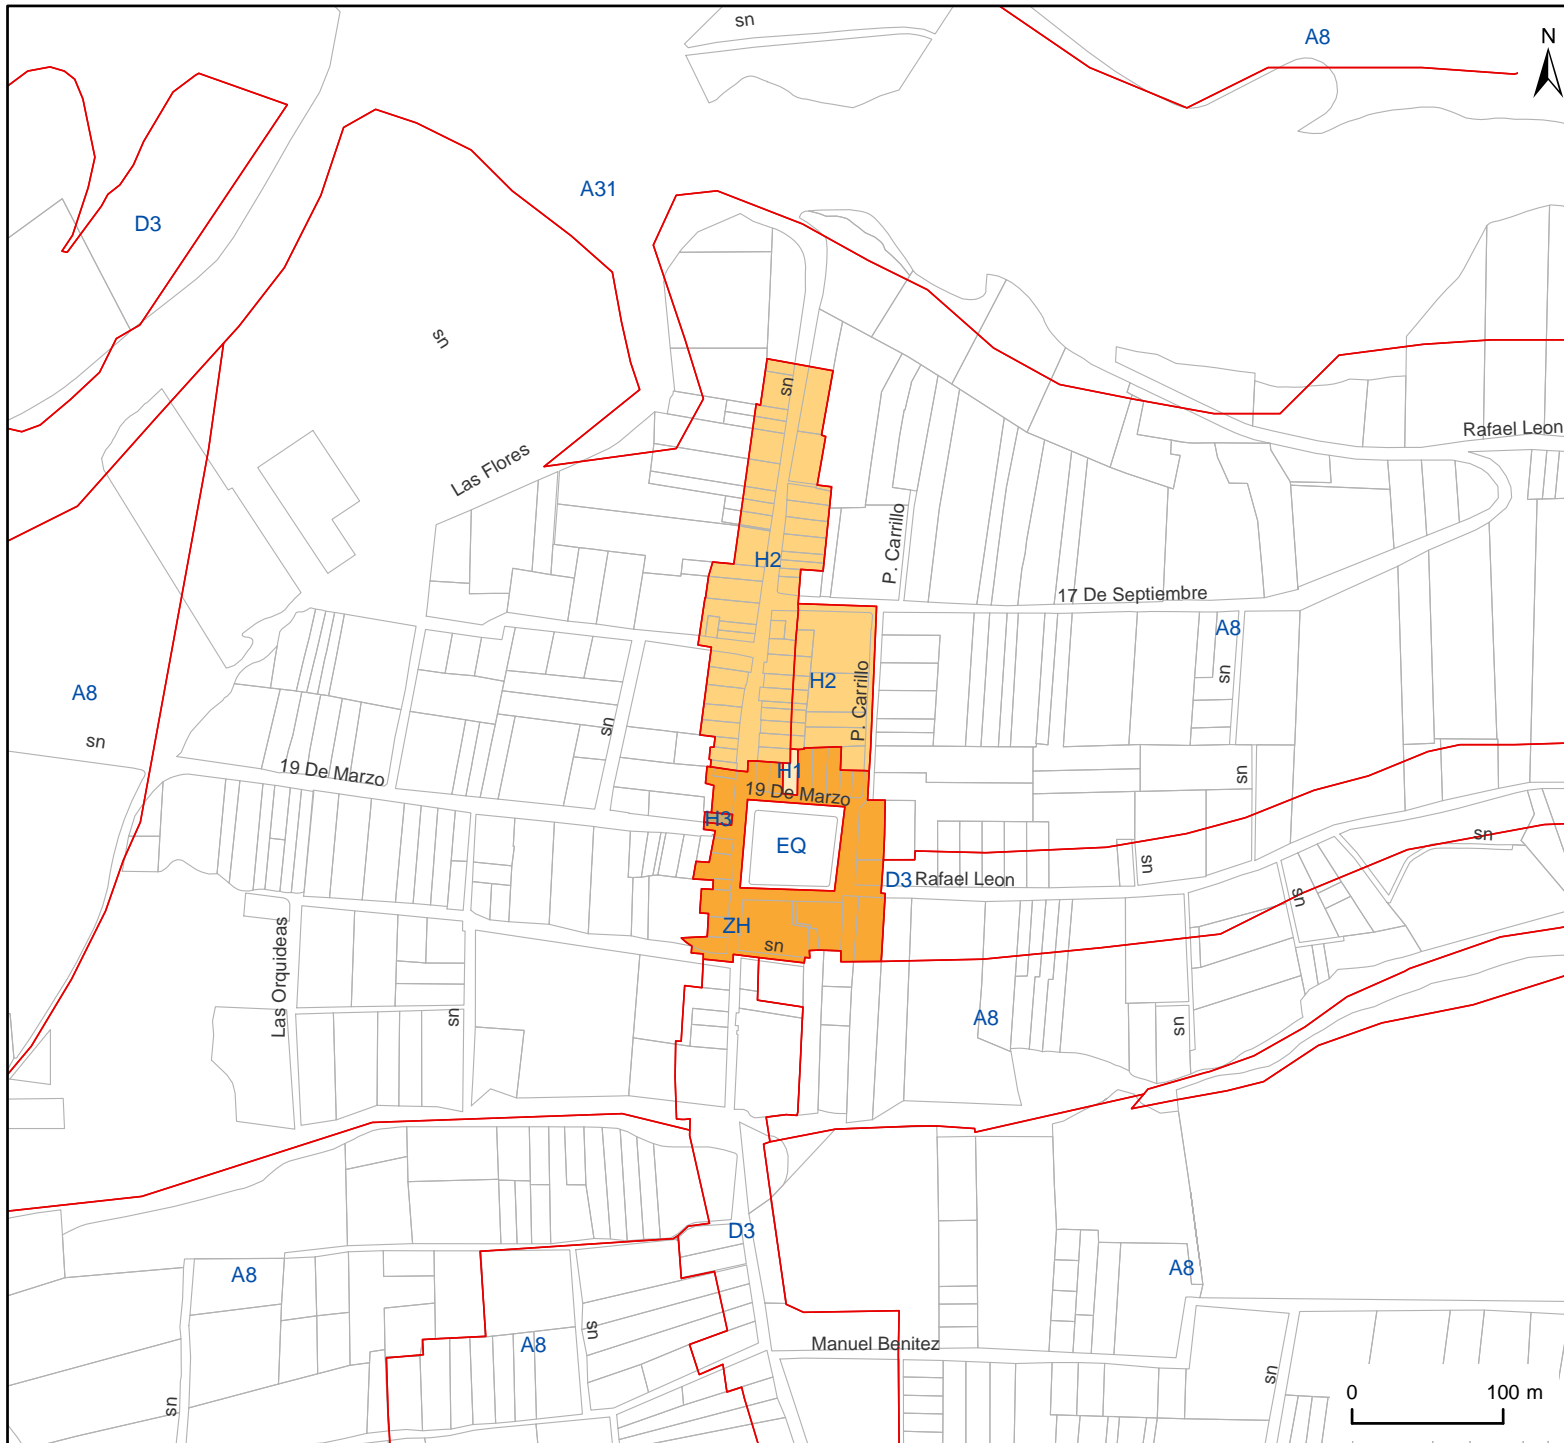 sn
A8
N
A31
D3
sn
sn
Rafael Leon
Las Flores
P. Carrillo
H2
17 De Septiembre
A8
sn
H2
P. Carrillo
A8
sn
sn
19 De Marzo
H1
sn
19 De Marzo
H3
EQ
sn
sn
D3
Rafael Leon
sn
ZH
sn
Las Orquideas
sn
A8
sn
D3
A8
A8
sn
A8
Manuel Benitez
sn
sn
0
100 m